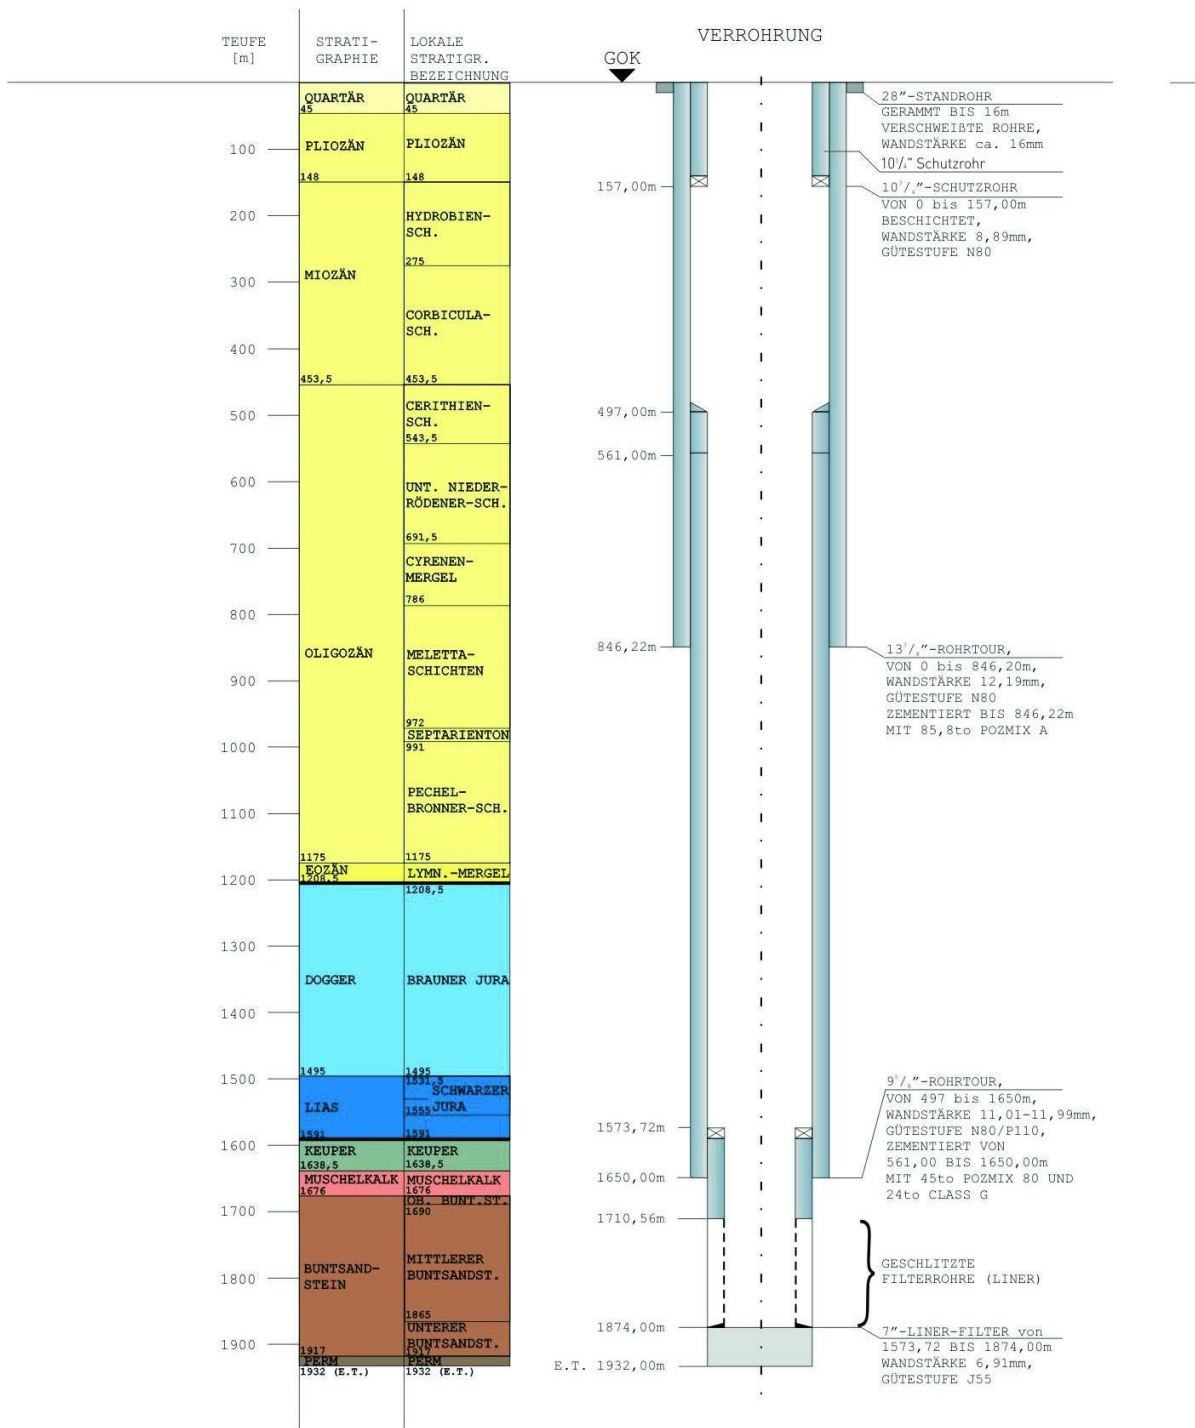 TEUFE
[m]
STRATI-
GRAPHIE
LOKALE
STRATIGR.
BEZEICHNUNG
VERROHRUNG
GOK
100
200
300
400
500
600
700
800
900
1000
1100
1200
1300
1400
1500
1600
1700
1800
1900
QUARTÄR
45
PLIOZÄN
148
MIOZÄN
453,5
OLIGOZÄN
1175
EOZÄN
1208,5
DOGGER
1495
LIAS
1591
KEUPER
1638,5
MUSCHELKALK
1676
BUNTSAND-
STEIN
1917
PERM
1932 (E.T.)
QUARTÄR
45
PLIOZÄN
148
HYDROBIEN-
SCH.
275
CORBICULA-
SCH.
453,5
CERITHIEN-
SCH.
543,5
UNT. NIEDER-
RÖDENER-SCH.
691,5
CYRENEN-
MERGEL
786
MELETTA-
SCHICHTEN
972
SEPTARIENTON
991
PECHEL-
BRONNER-SCH.
1175
LYMN.-MERGEL
1208,5
BRAUNER JURA
1495
1531,5
SCHWARZER
1555 JURA
1591
KEUPER
1638,5
MUSCHELKALK
1676
OB. BUNT.ST.
1690
MITTLERER
BUNTSANDST.
1865
UNTERER
BUNTSANDST.
1917
PERM
1932 (E.T.)
157,00m
497,00m
561,00m
846,22m
1573,72m
1650,00m
1710,56m
1874,00m
E.T. 1932,00m
28"-STANDROHR
GERAMMT BIS 16m
VERSCHWEIßTE ROHRE,
WANDSTÄRKE ca. 16mm
10¾" Schutzrohr
10³/₄"-SCHUTZROHR
VON 0 bis 157,00m
BESCHICHTET,
WANDSTÄRKE 8,89mm,
GÜTESTUFE N80
13³/₈"-ROHRTOUR,
VON 0 bis 846,20m,
WANDSTÄRKE 12,19mm,
GÜTESTUFE N80
ZEMENTIERT BIS 846,22m
MIT 85,8to POZMIX A
9⁵/₈"-ROHRTOUR,
VON 497 bis 1650m,
WANDSTÄRKE 11,01-11,99mm,
GÜTESTUFE N80/P110,
ZEMENTIERT VON
561,00 BIS 1650,00m
MIT 45to POZMIX 80 UND
24to CLASS G
GESCHLITZTE
FILTERROHRE (LINER)
7"-LINER-FILTER von
1573,72 BIS 1874,00m
WANDSTÄRKE 6,91mm,
GÜTESTUFE J55